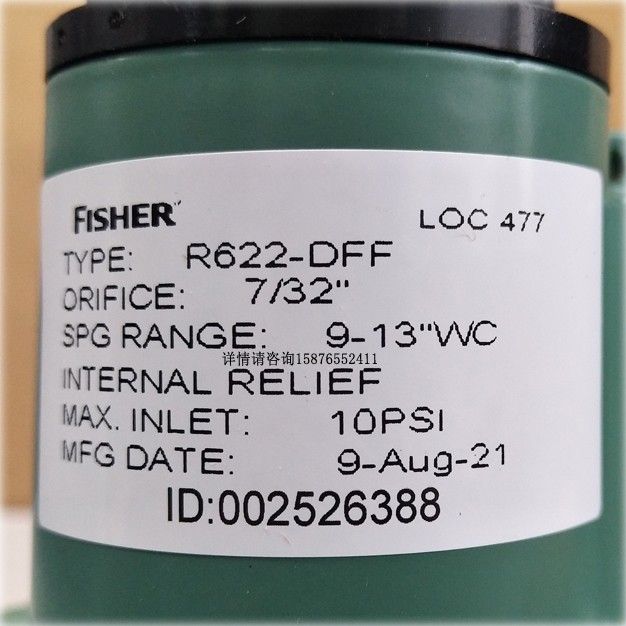 FISHER
LOC 477
TYPE: R622-DFF
ORIFICE: 7/32"
SPG RANGE: 9-13"WC
详情请咨询15876552411
INTERNAL RELIEF
MAX. INLET: 10PSI
MFG DATE: 9-Aug-21
ID:002526388